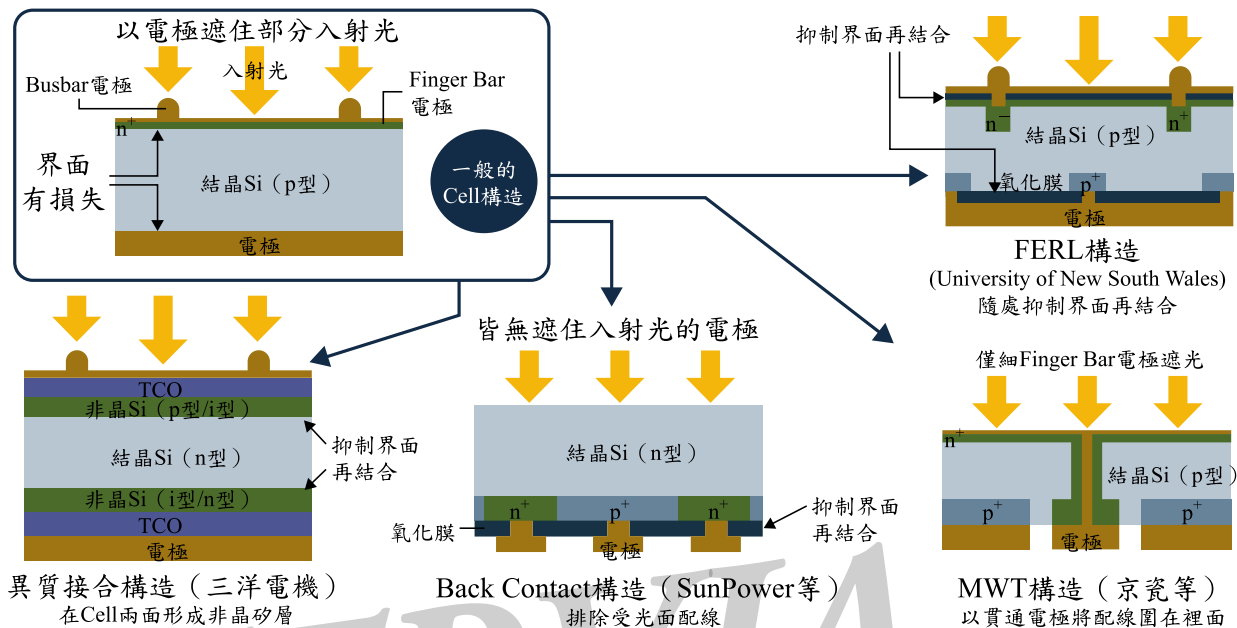 以電極遮住部分入射光
入射光
Busbar電極
Finger Bar
電極
n⁺
界面
有損失
結晶Si（p型）
電極
一般的
Cell構造
抑制界面再結合
n⁻
n⁺
結晶Si（p型）
氧化膜
p⁺
電極
FERL構造
(University of New South Wales)
隨處抑制界面再結合
TCO
非晶Si（p型/i型）
結晶Si（n型）
非晶Si（i型/n型）
TCO
電極
抑制界面
再結合
異質接合構造（三洋電機）
在Cell兩面形成非晶矽層
皆無遮住入射光的電極
結晶Si（n型）
n⁺
p⁺
n⁺
氧化膜
電極
抑制界面
再結合
Back Contact構造（SunPower等）
排除受光面配線
僅細Finger Bar電極遮光
n⁺
結晶Si（p型）
p⁺
p⁺
電極
MWT構造（京瓷等）
以貫通電極將配線圍在裡面